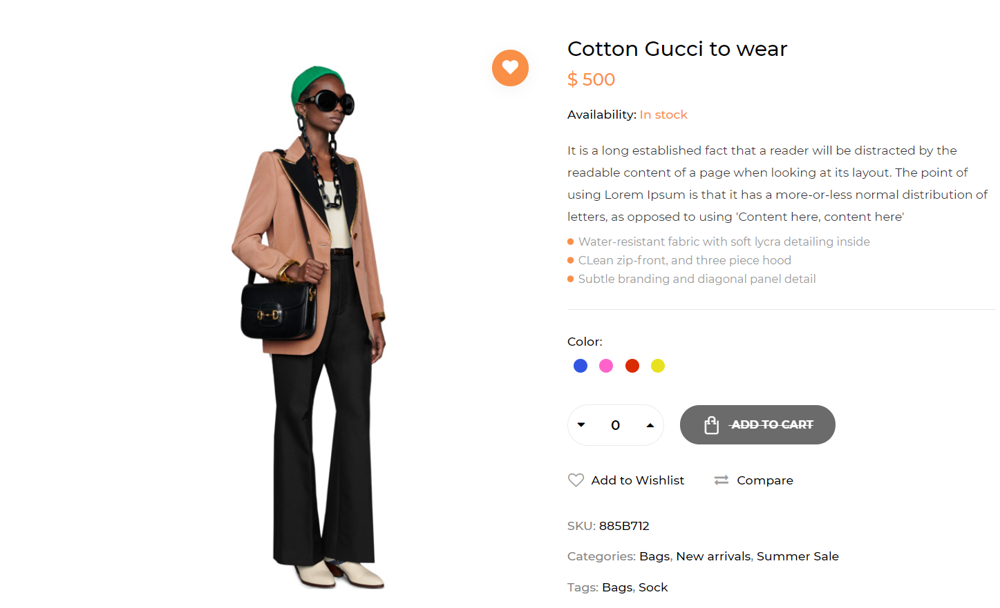 Cotton Gucci to wear
$ 500
Availability: In stock
It is a long established fact that a reader will be distracted by the
readable content of a page when looking at its layout. The point of
using Lorem Ipsum is that it has a more-or-less normal distribution of
letters, as opposed to using 'Content here, content here'
Water-resistant fabric with soft lycra detailing inside
CLean zip-front, and three piece hood
Subtle branding and diagonal panel detail
Color:
0
ADD TO CART
Add to Wishlist
Compare
SKU: 885B712
Categories: Bags, New arrivals, Summer Sale
Tags: Bags, Sock